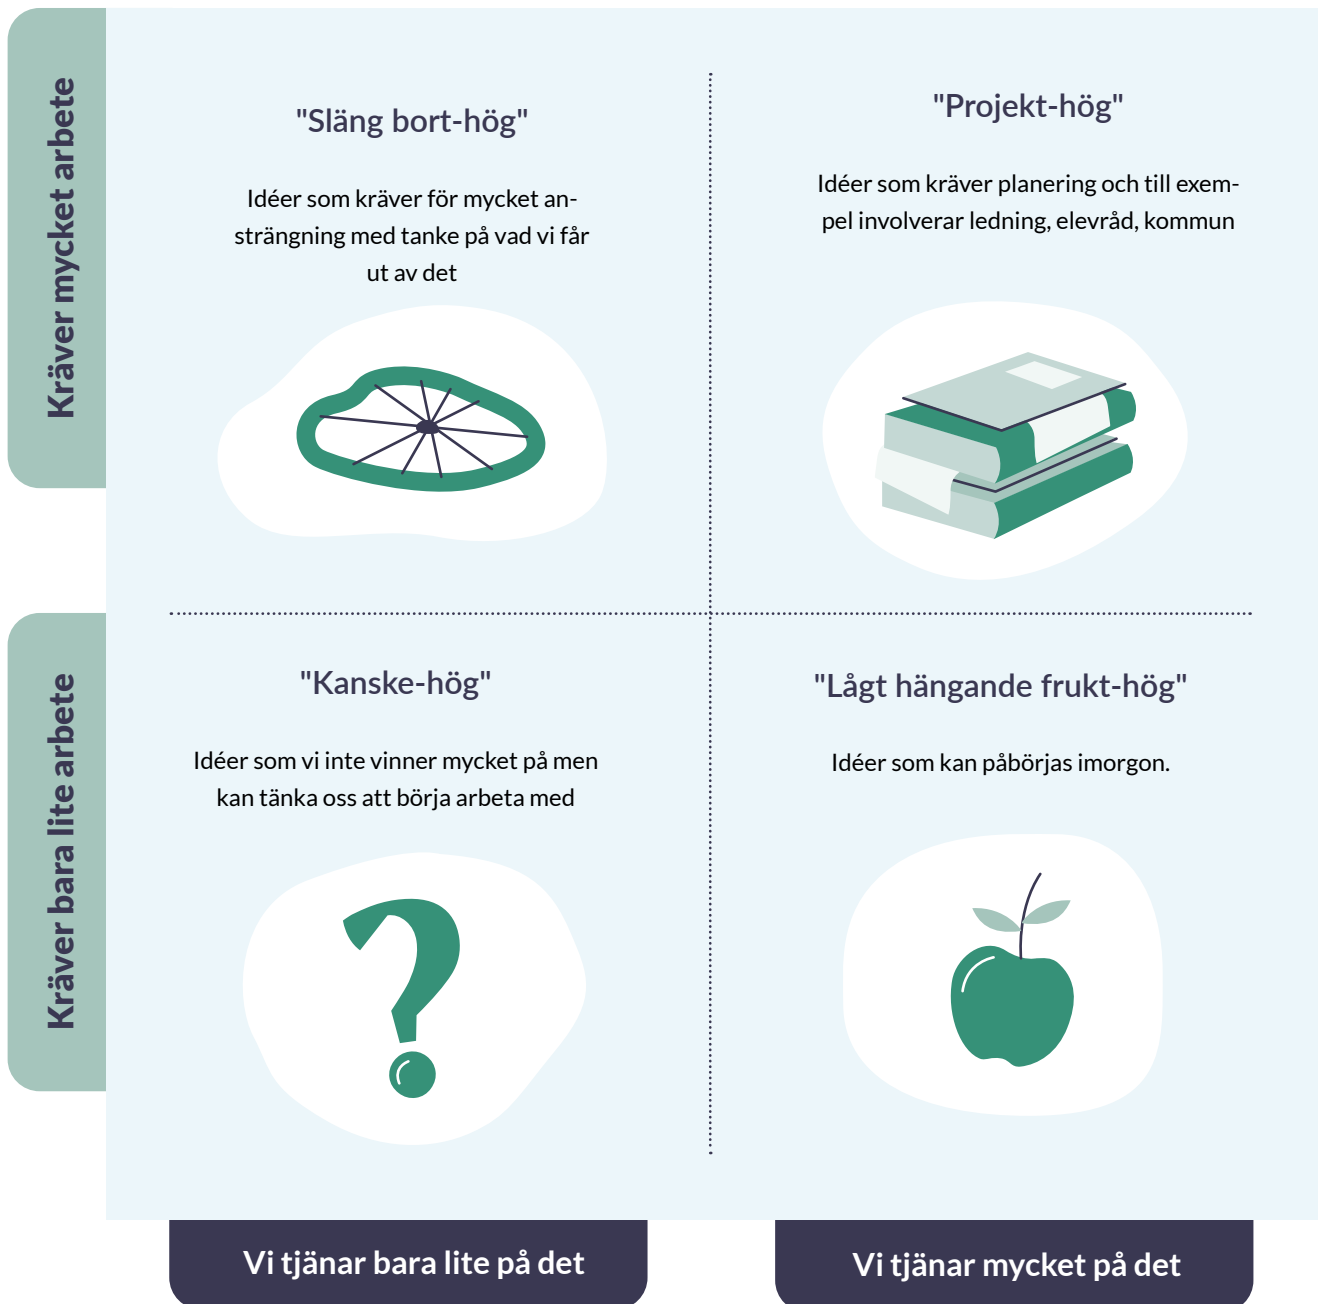 Kräver mycket arbete
"Släng bort-hög"
Idéer som kräver för mycket an-
strängning med tanke på vad vi får
ut av det
"Projekt-hög"
Idéer som kräver planering och till exem-
pel involverar ledning, elevråd, kommun
Kräver bara lite arbete
"Kanske-hög"
Idéer som vi inte vinner mycket på men
kan tänka oss att börja arbeta med
"Lågt hängande frukt-hög"
Idéer som kan påbörjas imorgon.
Vi tjänar bara lite på det
Vi tjänar mycket på det